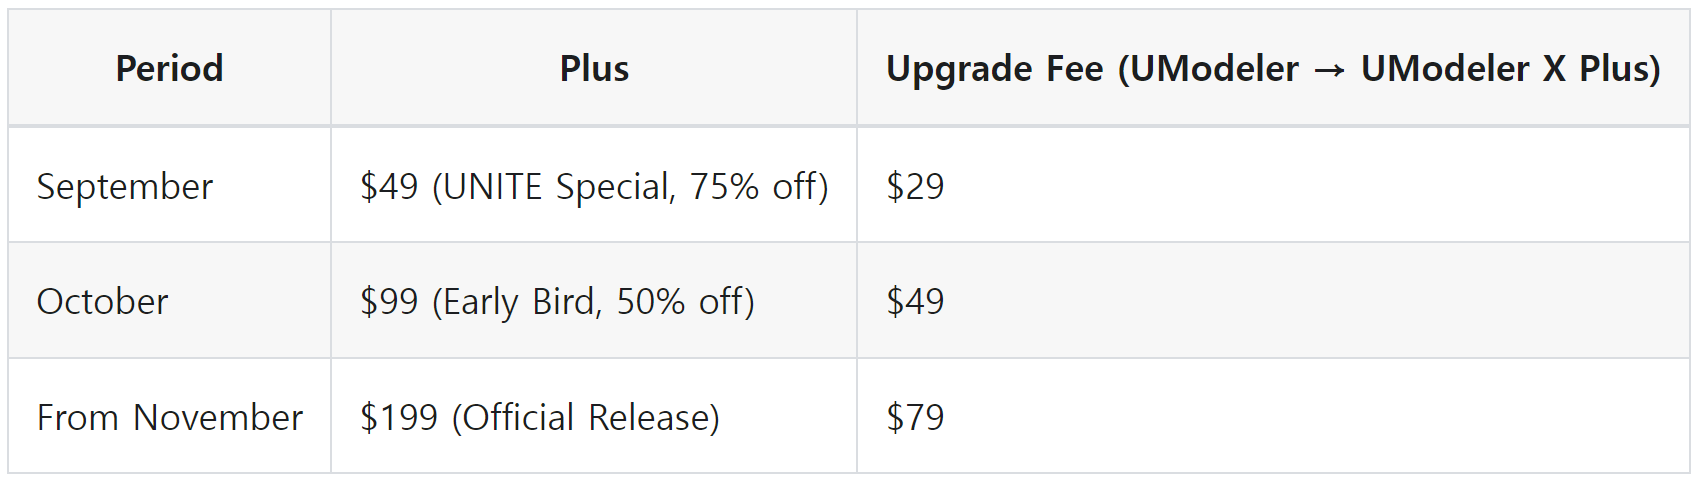 Period Plus Upgrade Fee (UModeler → UModeler X Plus)
September $49 (UNITE Special, 75% off) $29
October $99 (Early Bird, 50% off) $49
From November $199 (Official Release) $79